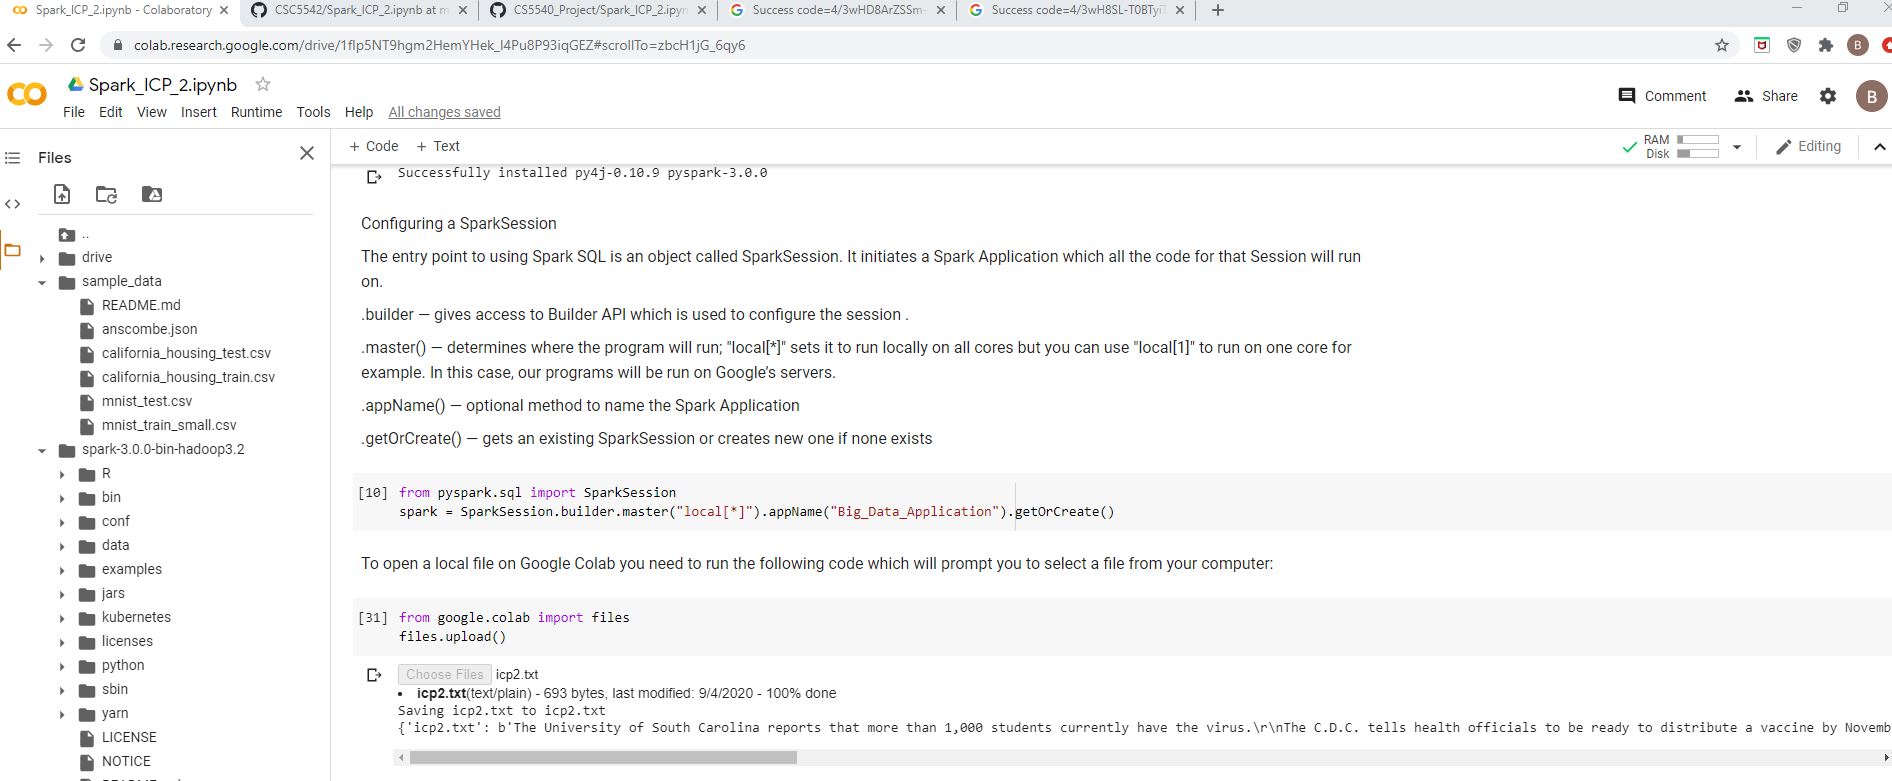 Spark_ICP_2.ipynb - Colaboratory
CSC5542/Spark_ICP_2.ipynb at m
CS5540_Project/Spark_ICP_2.ipyn
Success code=4/3wHD8ArZSSm-
Success code=4/3wH8SL-T0BTyiT
colab.research.google.com/drive/1flp5NT9hgm2HemYHek_l4Pu8P93iqGEZ#scrollTo=zbcH1jG_6qy6
B
CO Spark_ICP_2.ipynb
File Edit View Insert Runtime Tools Help All changes saved
Comment Share B
Files
+ Code + Text
RAM
Disk
Editing
..
drive
sample_data
README.md
anscombe.json
california_housing_test.csv
california_housing_train.csv
mnist_test.csv
mnist_train_small.csv
spark-3.0.0-bin-hadoop3.2
R
bin
conf
data
examples
jars
kubernetes
licenses
python
sbin
yarn
LICENSE
NOTICE
Successfully installed py4j-0.10.9 pyspark-3.0.0
Configuring a SparkSession
The entry point to using Spark SQL is an object called SparkSession. It initiates a Spark Application which all the code for that Session will run
on.
.builder — gives access to Builder API which is used to configure the session .
.master() — determines where the program will run; "local[*]" sets it to run locally on all cores but you can use "local[1]" to run on one core for
example. In this case, our programs will be run on Google’s servers.
.appName() — optional method to name the Spark Application
.getOrCreate() — gets an existing SparkSession or creates new one if none exists
[10] from pyspark.sql import SparkSession
spark = SparkSession.builder.master("local[*]").appName("Big_Data_Application").getOrCreate()
To open a local file on Google Colab you need to run the following code which will prompt you to select a file from your computer:
[31] from google.colab import files
files.upload()
Choose Files icp2.txt
• icp2.txt(text/plain) - 693 bytes, last modified: 9/4/2020 - 100% done
Saving icp2.txt to icp2.txt
{'icp2.txt': b'The University of South Carolina reports that more than 1,000 students currently have the virus.\r\nThe C.D.C. tells health officials to be ready to distribute a vaccine by Novemb